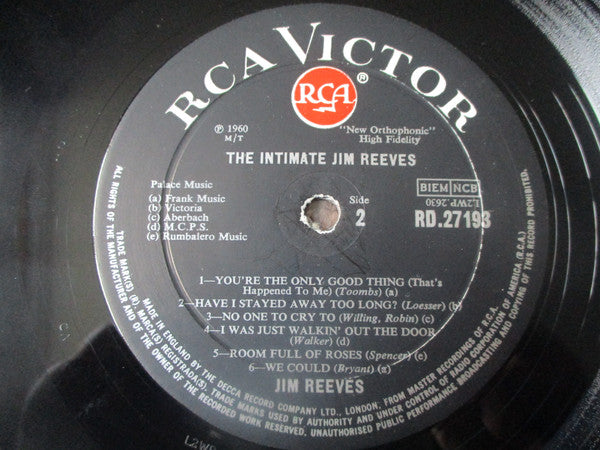 RCA VICTOR
RCA
®
℗ 1960
M/T
"New Orthophonic"
High Fidelity
THE INTIMATE JIM REEVES
Palace Music
(a) Frank Music
(b) Victoria
(c) Aberbach
(d) M.C.P.S.
(e) Rumbalero Music
Side
2
BIEM NCB
L2WP.2630
RD.27193
1—YOU'RE THE ONLY GOOD THING (That's
Happened To Me) (Toombs) (a)
2—HAVE I STAYED AWAY TOO LONG? (Loesser) (b)
3—NO ONE TO CRY TO (Willing, Robin) (c)
4—I WAS JUST WALKIN' OUT THE DOOR
(Walker) (d)
5—ROOM FULL OF ROSES (Spencer) (e)
6—WE COULD (Bryant)
JIM REEVES
ALL RIGHTS OF THE MANUFACTURER AND OF THE OWNER OF THE RECORDED WORK RESERVED. UNAUTHORISED PUBLIC PERFORMANCE BROADCASTING AND COPYING OF THIS RECORD PROHIBITED.
TRADE MARK(S) (R). MARCA(S) REGISTRADA(S). TRADE MARKS USED BY AUTHORITY AND UNDER CONTROL OF RADIO CORPORATION OF AMERICA (R.C.A.)
MADE IN ENGLAND BY THE DECCA RECORD COMPANY LTD., LONDON, FROM MASTER RECORDINGS OF R.C.A.